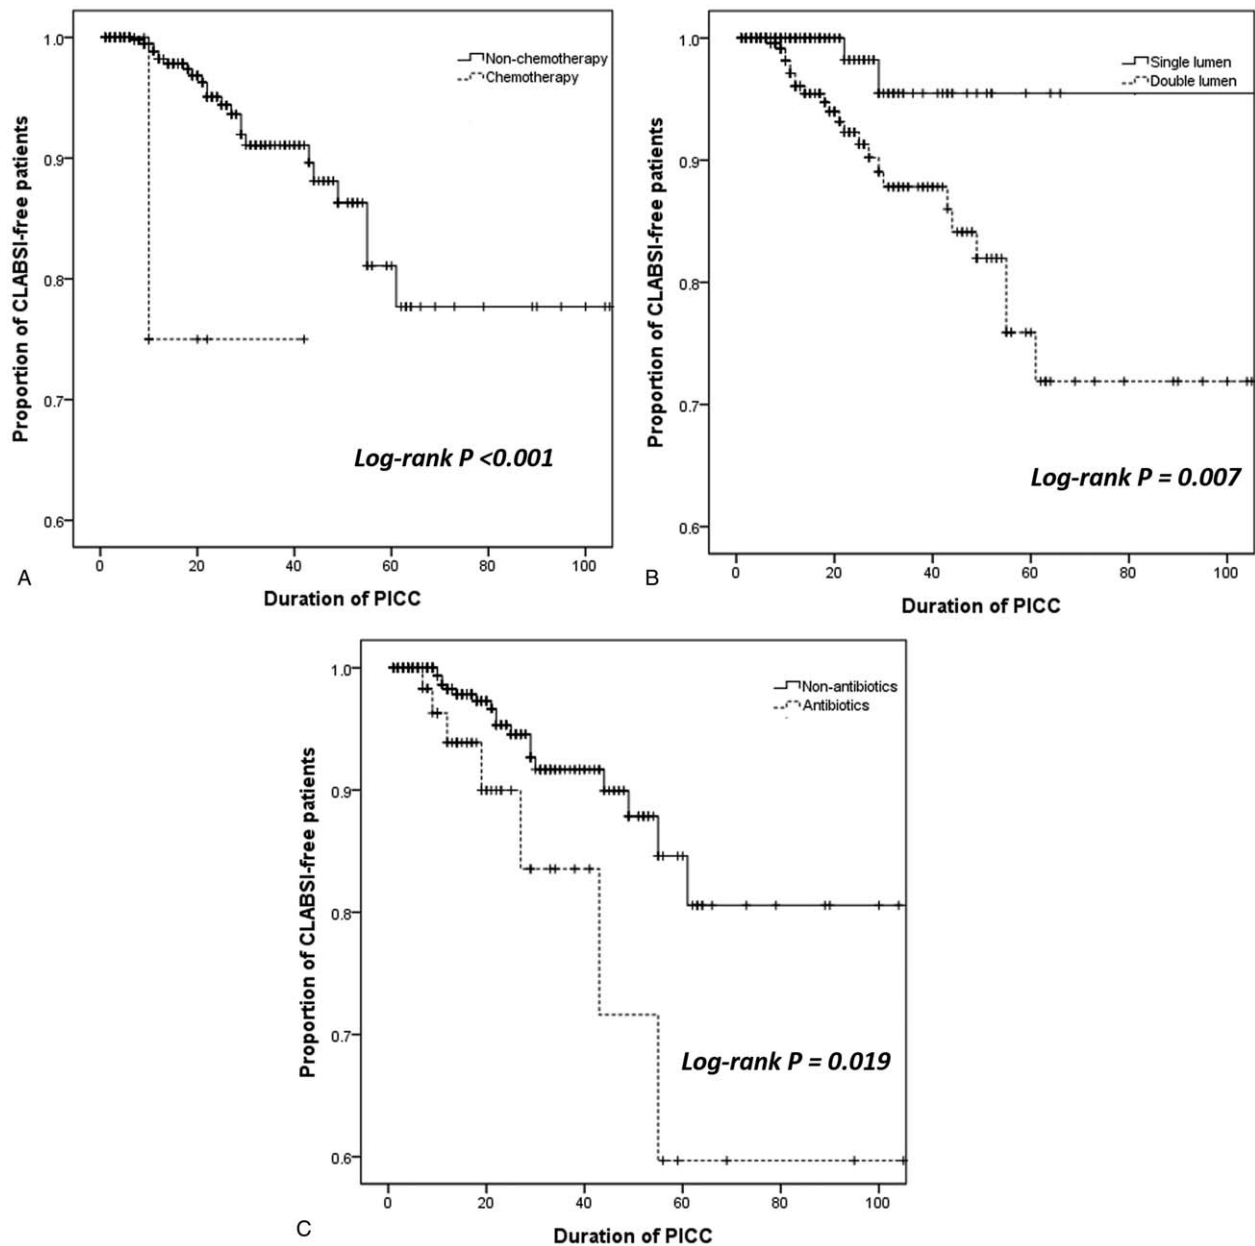 1.0
0.9
0.8
0.7
0.6
Proportion of CLABSI-free patients
Non-chemotherapy
Chemotherapy
Log-rank P <0.001
0 20 40 60 80 100
A
Duration of PICC
1.0
0.9
0.8
0.7
0.6
Proportion of CLABSI-free patients
Single lumen
Double lumen
Log-rank P = 0.007
0 20 40 60 80 100
B
Duration of PICC
1.0
0.9
0.8
0.7
0.6
Proportion of CLABSI-free patients
Non-antibiotics
Antibiotics
Log-rank P = 0.019
0 20 40 60 80 100
C
Duration of PICC